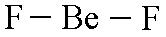 F – Be – F